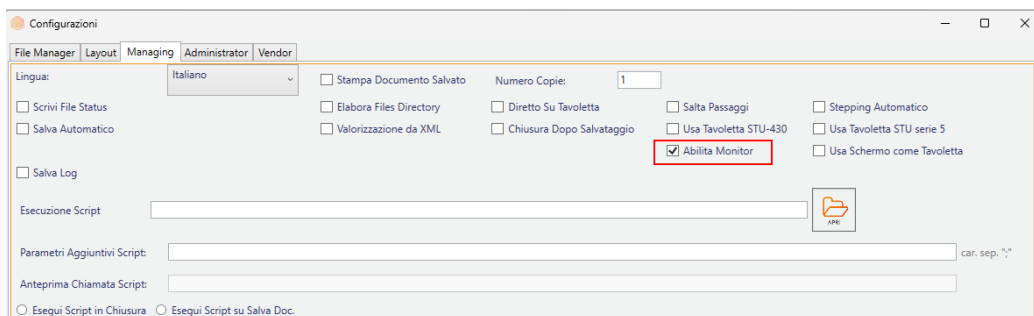 Configurazioni
File Manager Layout Managing Administrator Vendor
Lingua: Italiano Stampa Documento Salvato Numero Copie: 1
Scrivi File Status Elabora Files Directory Diretto Su Tavoletta Salta Passaggi Stepping Automatico
Salva Automatico Valorizzazione da XML Chiusura Dopo Salvataggio Usa Tavoletta STU-430 Usa Tavoletta STU serie 5
Abilita Monitor Usa Schermo come Tavoletta
Salva Log
Esecuzione Script APRI
Parametri Aggiuntivi Script: car. sep. ";"
Anteprima Chiamata Script:
Esegui Script in Chiusura Esegui Script su Salva Doc.